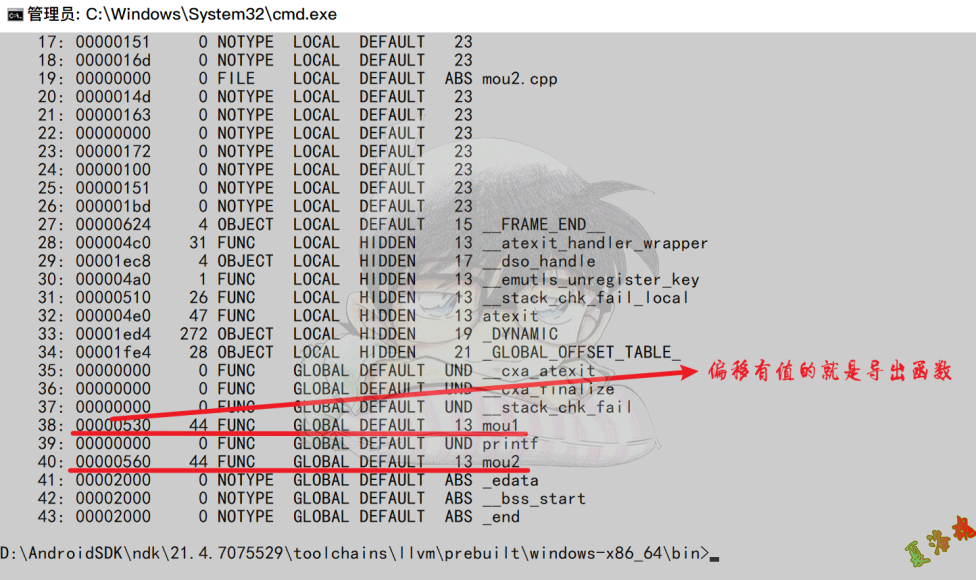 管理员: C:\Windows\System32\cmd.exe
17: 00000151 0 NOTYPE LOCAL DEFAULT 23
18: 0000016d 0 NOTYPE LOCAL DEFAULT 23
19: 00000000 0 FILE LOCAL DEFAULT ABS mou2.cpp
20: 0000014d 0 NOTYPE LOCAL DEFAULT 23
21: 00000163 0 NOTYPE LOCAL DEFAULT 23
22: 00000000 0 NOTYPE LOCAL DEFAULT 23
23: 00000172 0 NOTYPE LOCAL DEFAULT 23
24: 00000100 0 NOTYPE LOCAL DEFAULT 23
25: 00000151 0 NOTYPE LOCAL DEFAULT 23
26: 000001bd 0 NOTYPE LOCAL DEFAULT 23
27: 00000624 4 OBJECT LOCAL DEFAULT 15 __FRAME_END__
28: 000004c0 31 FUNC LOCAL HIDDEN 13 __atexit_handler_wrapper
29: 00001ec8 4 OBJECT LOCAL HIDDEN 17 __dso_handle
30: 000004a0 1 FUNC LOCAL HIDDEN 13 __emutls_unregister_key
31: 00000510 26 FUNC LOCAL HIDDEN 13 __stack_chk_fail_local
32: 000004e0 47 FUNC LOCAL HIDDEN 13 atexit
33: 00001ed4 272 OBJECT LOCAL HIDDEN 19 _DYNAMIC
34: 00001fe4 28 OBJECT LOCAL HIDDEN 21 _GLOBAL_OFFSET_TABLE_
35: 00000000 0 FUNC GLOBAL DEFAULT UND __cxa_atexit
偏移有值的就是导出函数
36: 00000000 0 FUNC GLOBAL DEFAULT UND __cxa_finalize
37: 00000000 0 FUNC GLOBAL DEFAULT UND __stack_chk_fail
38: 00000530 44 FUNC GLOBAL DEFAULT 13 mou1
39: 00000000 0 FUNC GLOBAL DEFAULT UND printf
40: 00000560 44 FUNC GLOBAL DEFAULT 13 mou2
41: 00002000 0 NOTYPE GLOBAL DEFAULT ABS _edata
42: 00002000 0 NOTYPE GLOBAL DEFAULT ABS __bss_start
43: 00002000 0 NOTYPE GLOBAL DEFAULT ABS _end
D:\AndroidSDK\ndk\21.4.7075529\toolchains\llvm\prebuilt\windows-x86_64\bin>